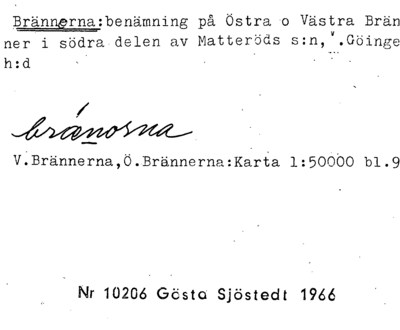 Brännerna:benämning på Östra o Västra Brän
ner i södra delen av Matteröds s:n, V.Göinge
h:d
bränorna
V.Brännerna,Ö.Brännerna:Karta 1:50000 bl.9
Nr 10206 Gösta Sjöstedt 1966